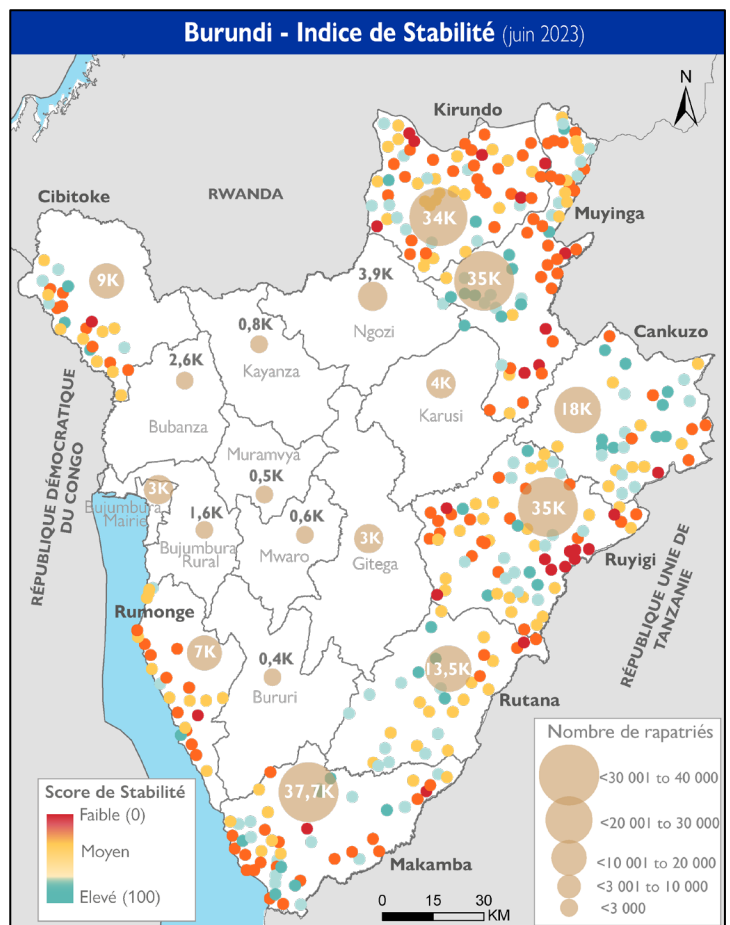 Burundi - Indice de Stabilité (juin 2023)
N
Kirundo
Cibitoke
RWANDA
Muyinga
34K
9K
3,9K
35K
Ngozi
0,8K
Kayanza
Cankuzo
2,6K
4K
Karusi
18K
Bubanza
RÉPUBLIQUE DÉMOCRATIQUE
DU CONGO
Muramvya
0,5K
3K
Bujumbura
Mairie
1,6K
Bujumbura
Rural
0,6K
Mwaro
3K
Gitega
35K
Ruyigi
RÉPUBLIQUE UNIE DE
TANZANIE
Rumonge
7K
0,4K
Bururi
13,5K
Rutana
37,7K
Makamba
Score de Stabilité
Faible (0)
Moyen
Elevé (100)
0 15 30
KM
Nombre de rapatriés
<30 001 to 40 000
<20 001 to 30 000
<10 001 to 20 000
<3 001 to 10 000
<3 000